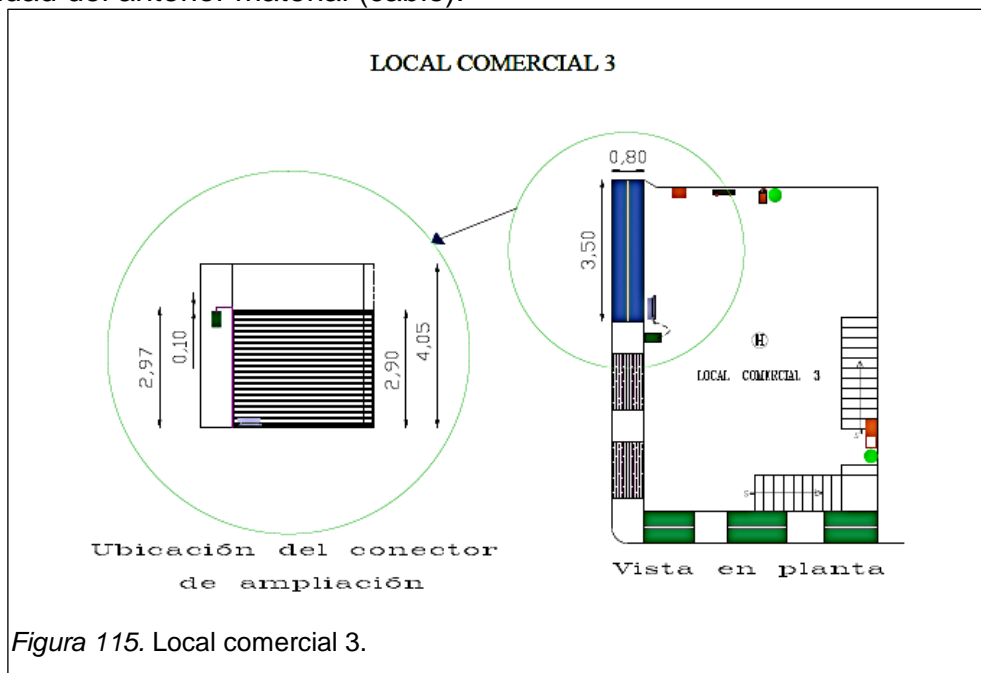 LOCAL COMERCIAL 3
0,80
3,50
2,97
0,10
2,90
4,05
H
LOCAL COMERCIAL 3
S
S
Ubicación del conector
de ampliación
Vista en planta
Figura 115. Local comercial 3.